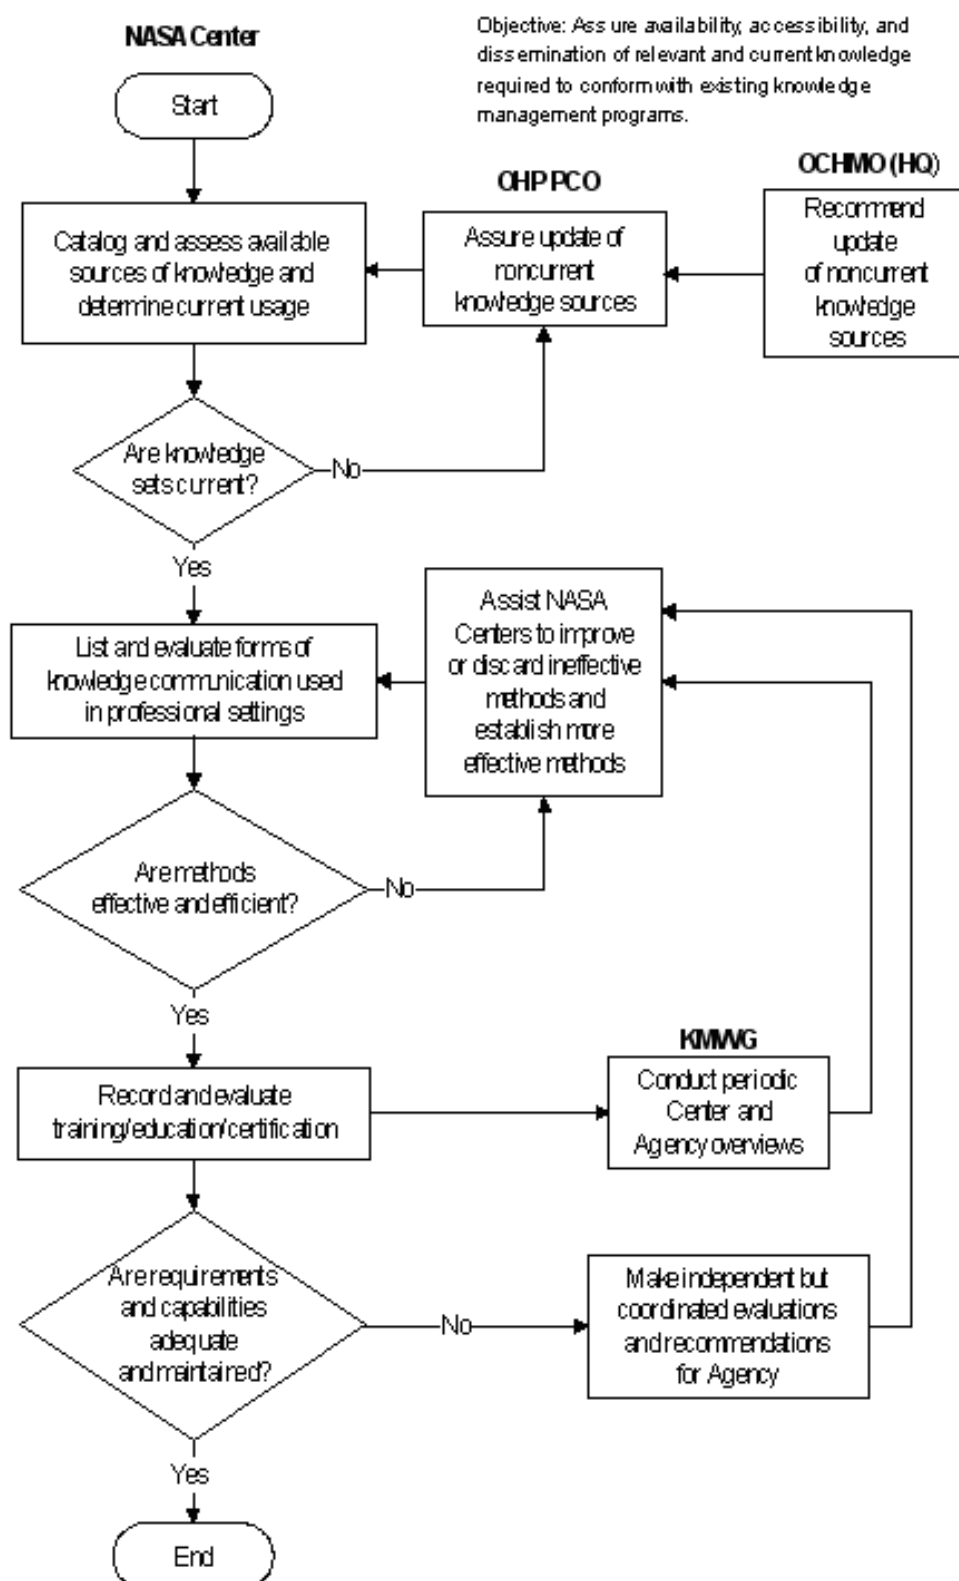 NASA Center
Objective: Assure availability, accessibility, and
dissemination of relevant and current knowledge
required to conform with existing knowledge
management programs.
Start
OHP PCO
OCHMO (HQ)
Catalog and assess available
sources of knowledge and
determine current usage
Assure update of
noncurrent
knowledge sources
Recommend
update
of noncurrent
knowledge
sources
Are knowledge
sets current?
No
Yes
List and evaluate forms of
knowledge communication used
in professional settings
Assist NASA
Centers to improve
or discard ineffective
methods and
establish more
effective methods
Are methods
effective and efficient?
No
Yes
KMWG
Record and evaluate
training/education/certification
Conduct periodic
Center and
Agency overviews
Are requirements
and capabilities
adequate
and maintained?
No
Make independent but
coordinated evaluations
and recommendations
for Agency
Yes
End